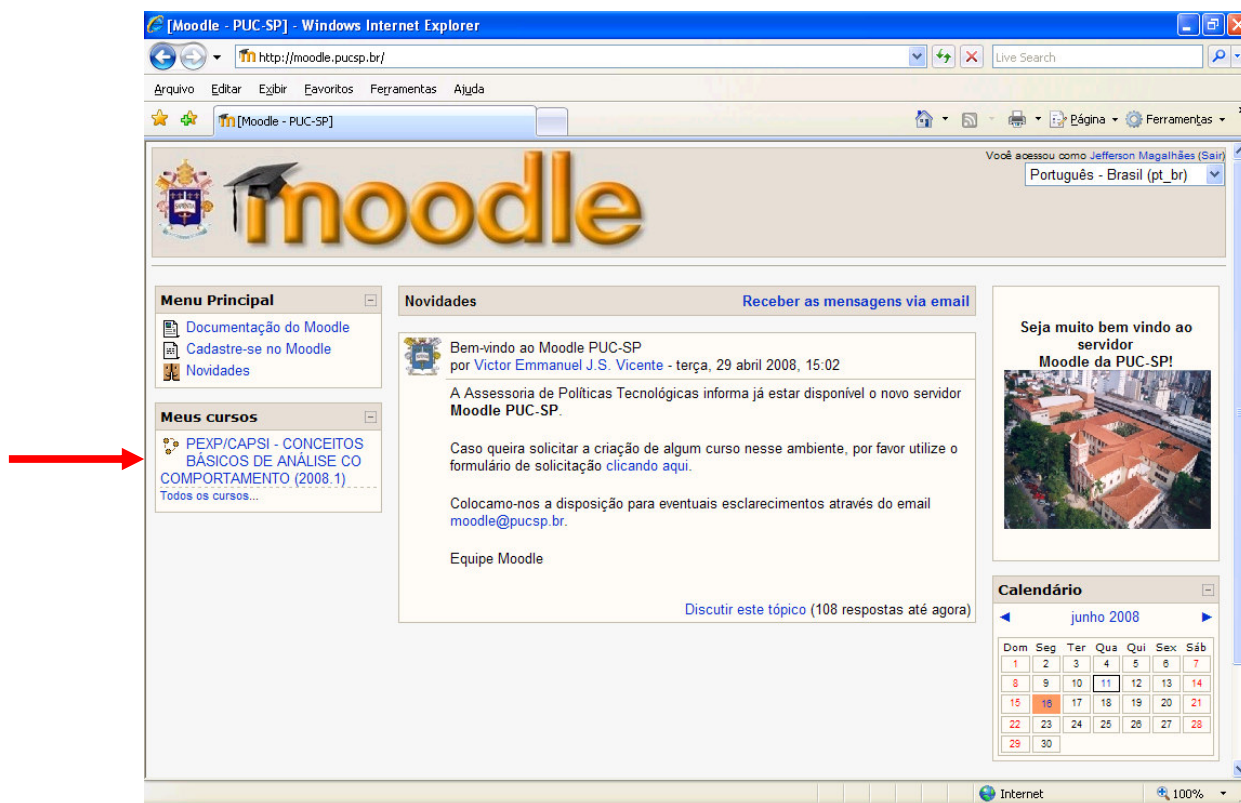 [Moodle - PUC-SP] - Windows Internet Explorer
http://moodle.pucsp.br/
Live Search
Arquivo Editar Exibir Favoritos Ferramentas Ajuda
[Moodle - PUC-SP]
Página
Ferramentas
moodle
Você acessou como Jefferson Magalhães (Sair)
Português - Brasil (pt_br)
Menu Principal
Documentação do Moodle
Cadastre-se no Moodle
Novidades
Meus cursos
PEXP/CAPSI - CONCEITOS
BÁSICOS DE ANÁLISE CO
COMPORTAMENTO (2008.1)
Todos os cursos...
Novidades
Receber as mensagens via email
Bem-vindo ao Moodle PUC-SP
por Victor Emmanuel J.S. Vicente - terça, 29 abril 2008, 15:02
A Assessoria de Políticas Tecnológicas informa já estar disponível o novo servidor
Moodle PUC-SP.
Caso queira solicitar a criação de algum curso nesse ambiente, por favor utilize o
formulário de solicitação clicando aqui.
Colocamo-nos a disposição para eventuais esclarecimentos através do email
moodle@pucsp.br.
Equipe Moodle
Discutir este tópico (108 respostas até agora)
Seja muito bem vindo ao
servidor
Moodle da PUC-SP!
Calendário
junho 2008
Dom Seg Ter Qua Qui Sex Sáb
1 2 3 4 5 6 7
8 9 10 11 12 13 14
15 16 17 18 19 20 21
22 23 24 25 26 27 28
29 30
Internet
100%